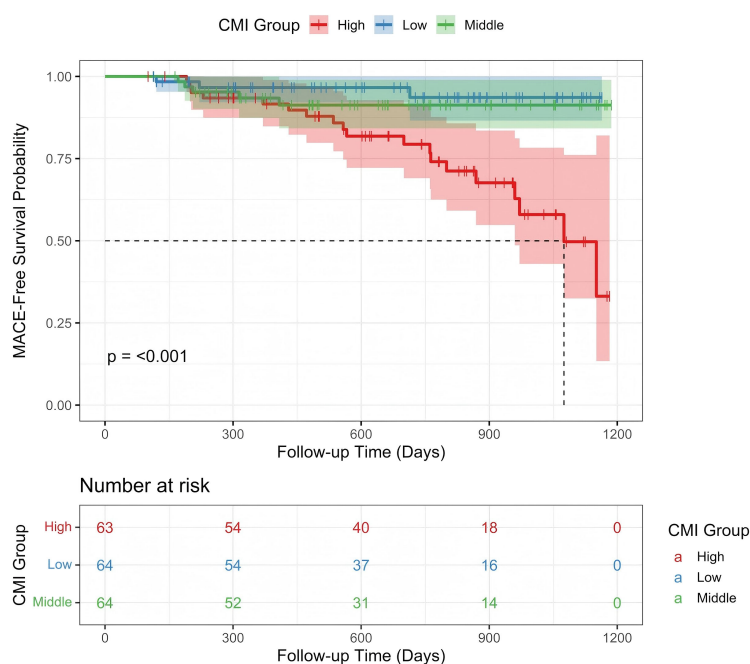 CMI Group High Low Middle
MACE-Free Survival Probability
1.00
0.75
0.50
0.25
0.00
p = <0.001
0 300 600 900 1200
Follow-up Time (Days)
Number at risk
CMI Group
High 63 54 40 18 0
Low 64 54 37 16 0
Middle 64 52 31 14 0
0 300 600 900 1200
Follow-up Time (Days)
CMI Group
a High
a Low
a Middle